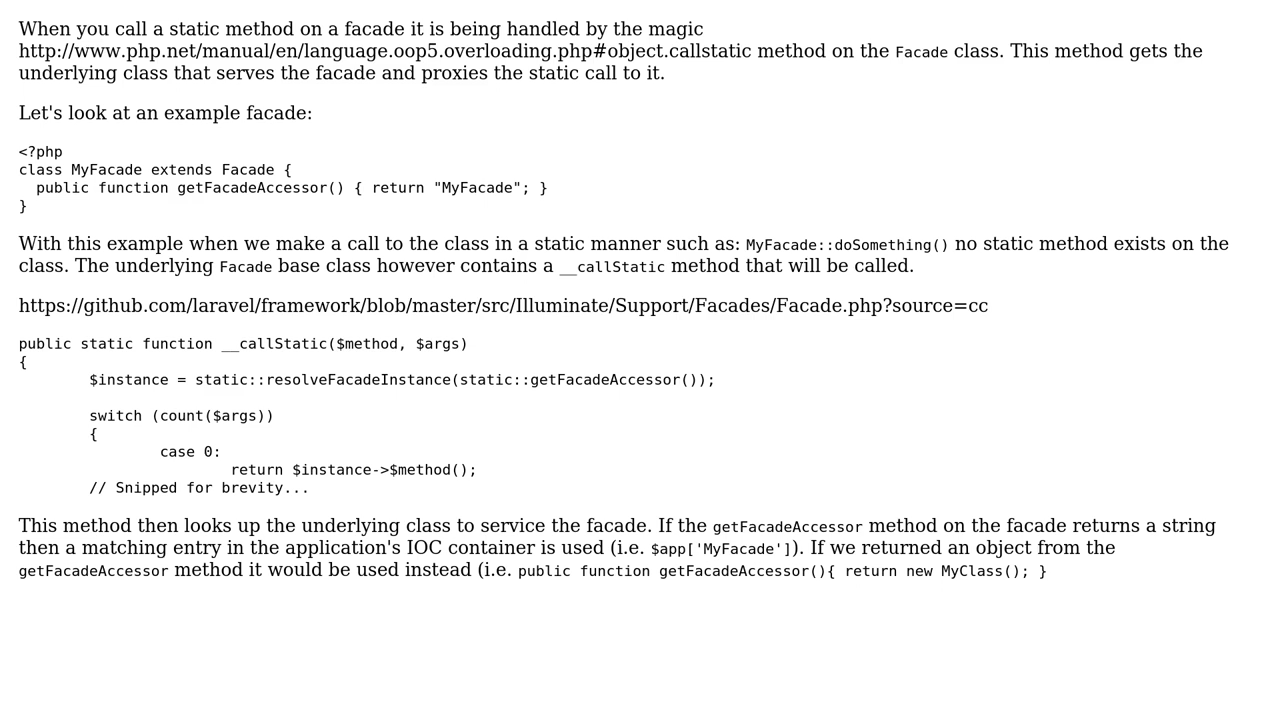 When you call a static method on a facade it is being handled by the magic
http://www.php.net/manual/en/language.oop5.overloading.php#object.callstatic method on the Facade class. This method gets the
underlying class that serves the facade and proxies the static call to it.
Let's look at an example facade:
<?php
class MyFacade extends Facade {
  public function getFacadeAccessor() { return "MyFacade"; }
}
With this example when we make a call to the class in a static manner such as: MyFacade::doSomething() no static method exists on the
class. The underlying Facade base class however contains a __callStatic method that will be called.
https://github.com/laravel/framework/blob/master/src/Illuminate/Support/Facades/Facade.php?source=cc
public static function __callStatic($method, $args)
{
        $instance = static::resolveFacadeInstance(static::getFacadeAccessor());
        switch (count($args))
        {
                case 0:
                        return $instance->$method();
        // Snipped for brevity...
This method then looks up the underlying class to service the facade. If the getFacadeAccessor method on the facade returns a string
then a matching entry in the application's IOC container is used (i.e. $app['MyFacade']). If we returned an object from the
getFacadeAccessor method it would be used instead (i.e. public function getFacadeAccessor(){ return new MyClass(); }